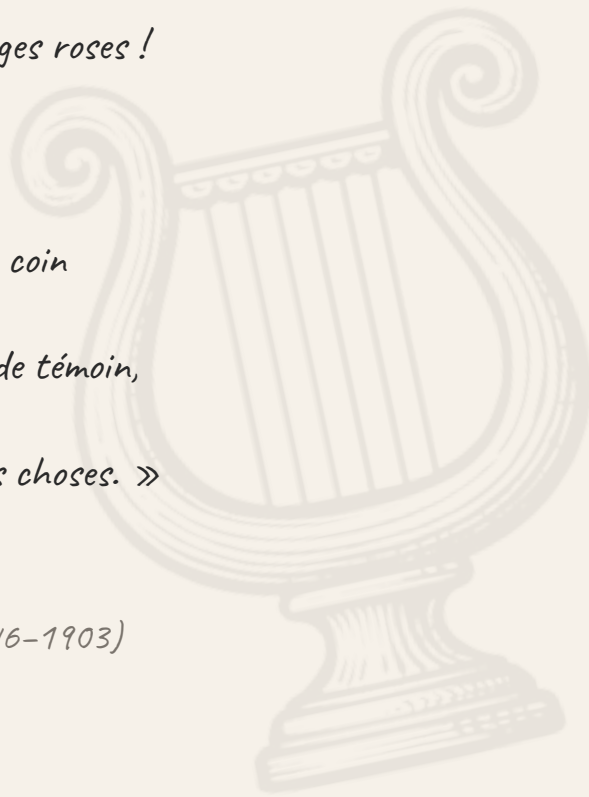 ges roses !
coin
de témoin,
s choses. »
6–1903)